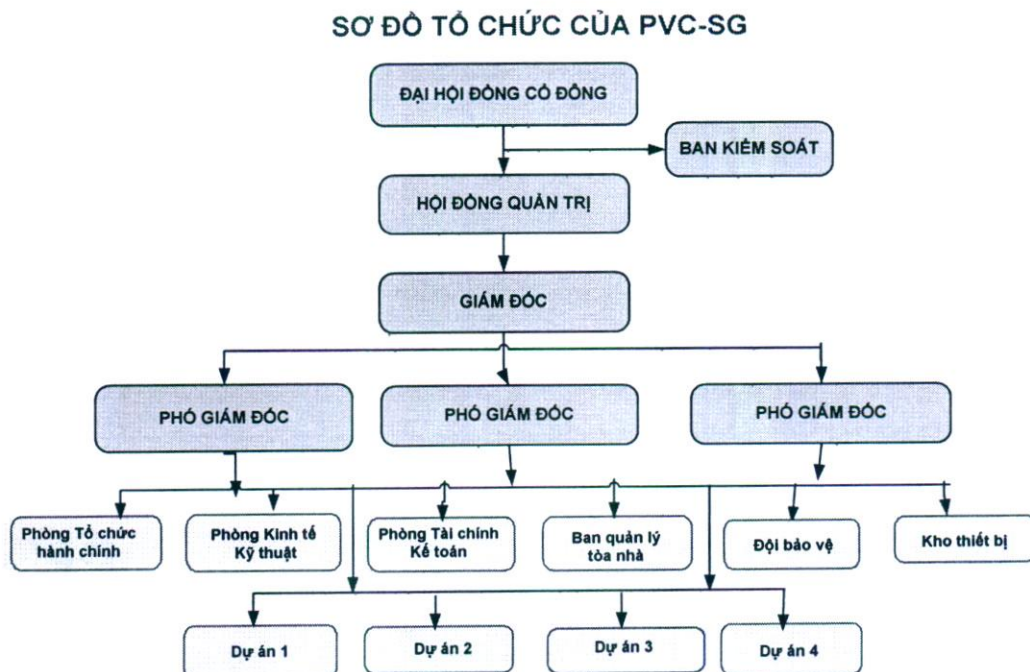 SƠ ĐỒ TỔ CHỨC CỦA PVC-SG
ĐẠI HỘI ĐỒNG CỔ ĐÔNG
BAN KIỂM SOÁT
HỘI ĐỒNG QUẢN TRỊ
GIÁM ĐỐC
PHÓ GIÁM ĐỐC
PHÓ GIÁM ĐỐC
PHÓ GIÁM ĐỐC
Phòng Tổ chức
hành chính
Phòng Kinh tế
Kỹ thuật
Phòng Tài chính
Kế toán
Ban quản lý
tòa nhà
Đội bảo vệ
Kho thiết bị
Dự án 1
Dự án 2
Dự án 3
Dự án 4